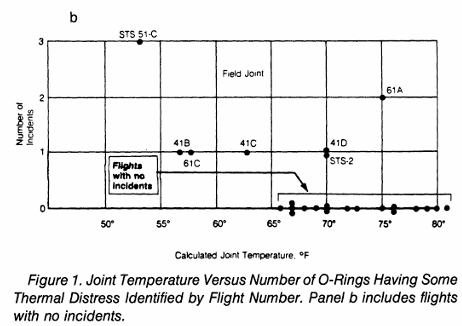 b
STS 51-C
3
Field Joint
61A
2
Number of
Incidents
41B
41C
41D
1
61C
STS-2
Flights
with no
incidents
0
50° 55° 60° 65° 70° 75° 80°
Calculated Joint Temperature, °F
Figure 1. Joint Temperature Versus Number of O-Rings Having Some
Thermal Distress Identified by Flight Number. Panel b includes flights
with no incidents.